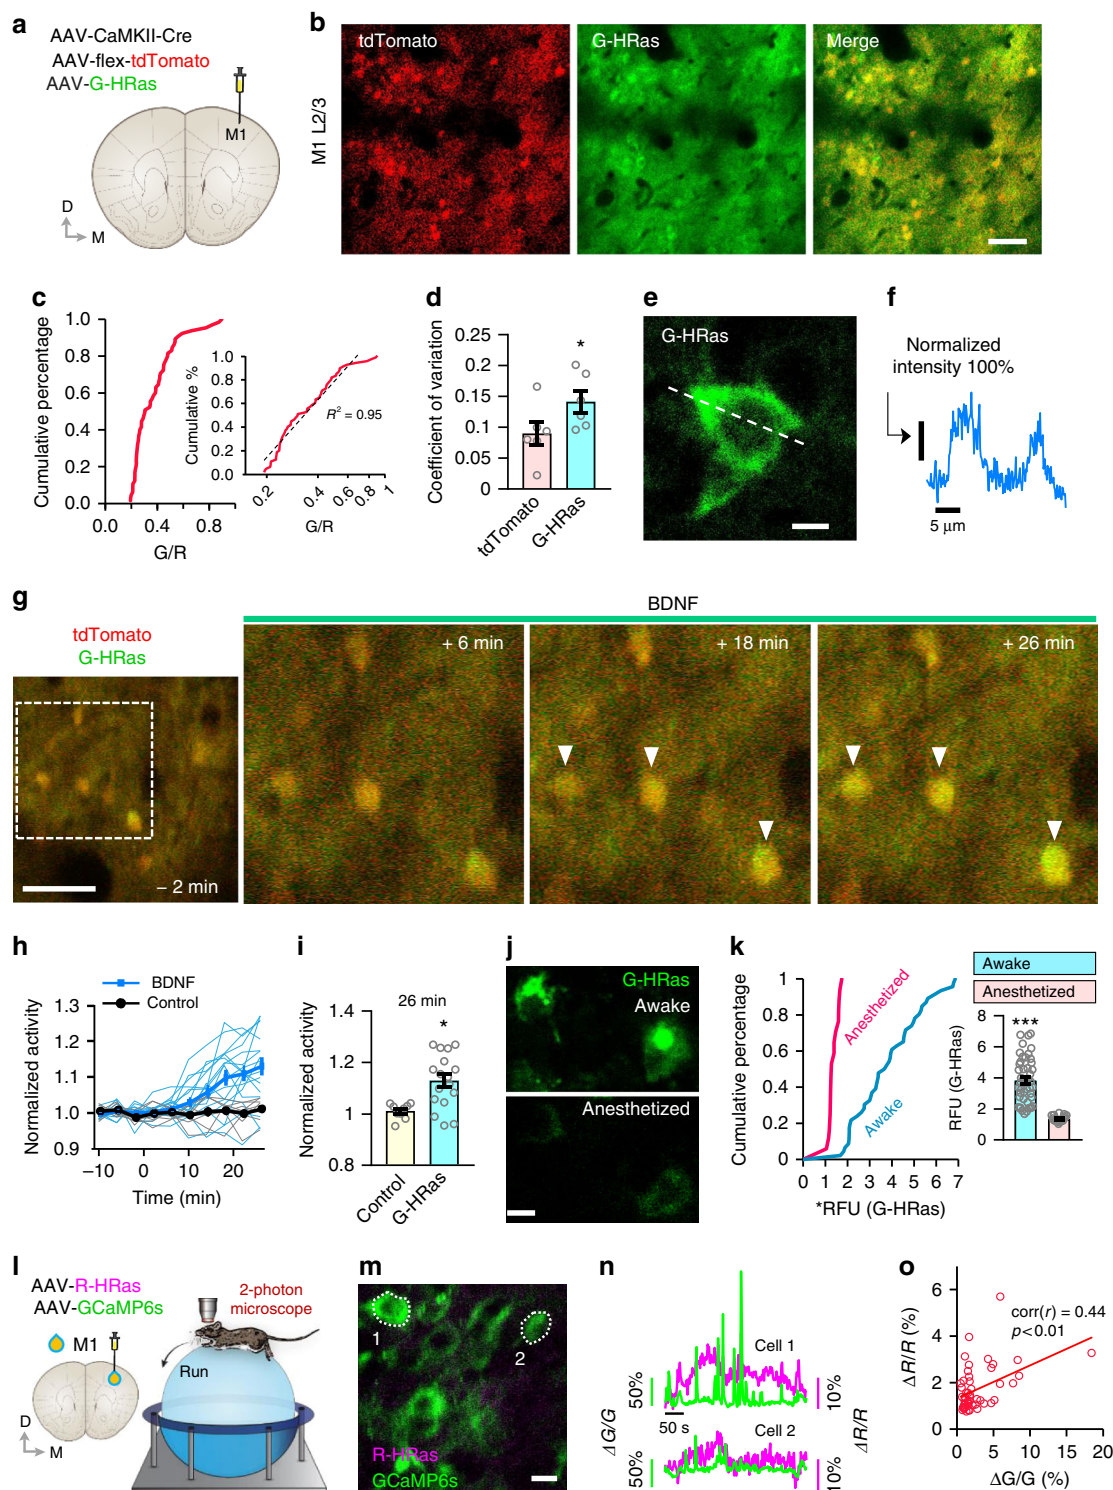 a
AAV-CaMKII-Cre
AAV-flex-tdTomato
AAV-G-HRas
M1
D
M
b
M1 L2/3
tdTomato
G-HRas
Merge
c
Cumulative percentage
1.0
0.8
0.6
0.4
0.2
0.0
0.0
0.4
0.8
G/R
Cumulative %
1.0
0.8
0.6
0.4
0.2
0.0
R² = 0.95
0.2
0.4
0.6
0.8
1
G/R
d
Coefficient of variation
0.25
0.20
0.15
0.10
0.05
0
*
tdTomato
G-HRas
e
G-HRas
f
Normalized
intensity 100%
5 μm
g
tdTomato
G-HRas
− 2 min
BDNF
+ 6 min
+ 18 min
+ 26 min
h
BDNF
Control
Normalized activity
1.3
1.2
1.1
1.0
0.9
−10
0
10
20
Time (min)
i
Normalized activity
1.4
1.2
1
0.8
26 min
*
Control
G-HRas
j
G-HRas
Awake
Anesthetized
k
Cumulative percentage
1
0.8
0.6
0.4
0.2
0
Anesthetized
Awake
0 1 2 3 4 5 6 7
*RFU (G-HRas)
Awake
Anesthetized
RFU (G-HRas)
8
6
4
2
0
***
l
AAV-R-HRas
AAV-GCaMP6s
M1
D
M
2-photon
microscope
Run
m
1
2
R-HRas
GCaMP6s
n
Cell 1
50%
10%
50 s
ΔG/G
ΔR/R
Cell 2
50%
10%
o
ΔR/R (%)
6
4
2
0
corr(r) = 0.44
p<0.01
0 5 10 15 20
ΔG/G (%)